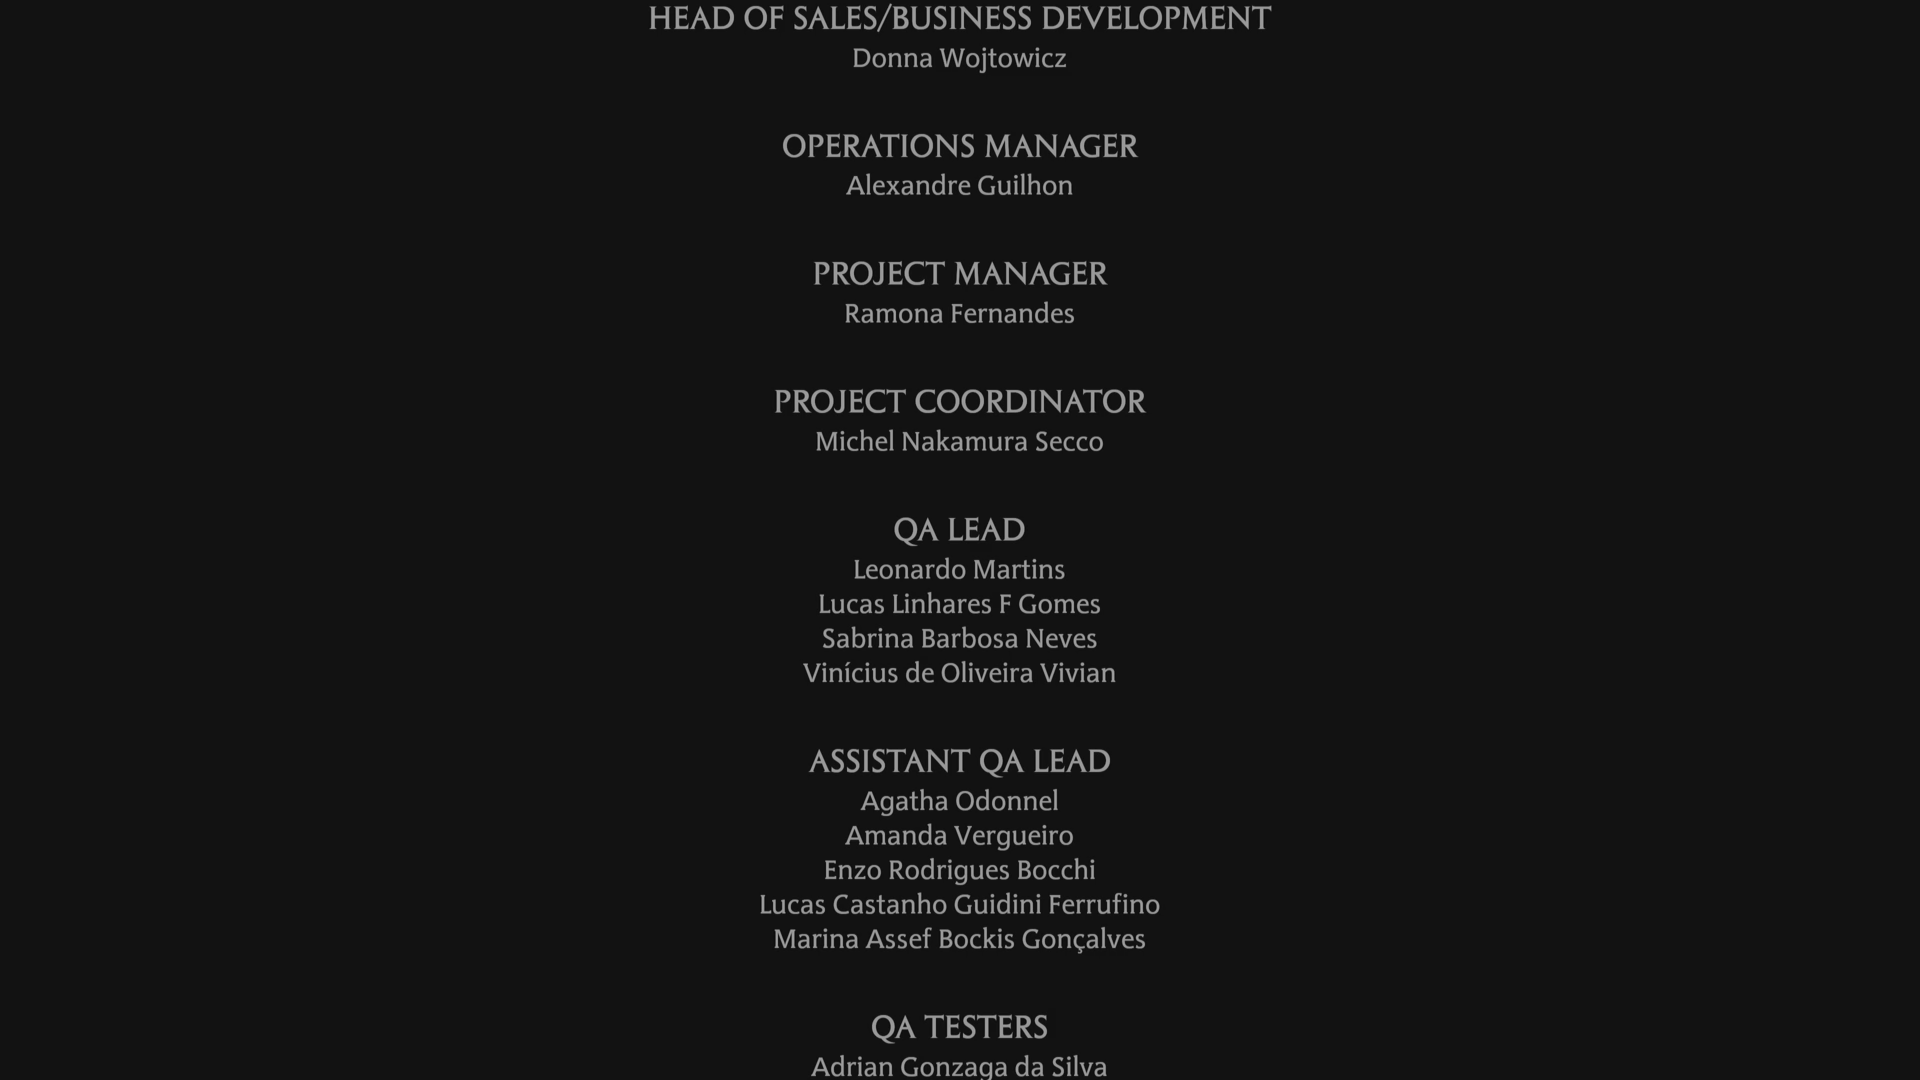 HEAD OF SALES/BUSINESS DEVELOPMENT
Donna Wojtowicz
OPERATIONS MANAGER
Alexandre Guilhon
PROJECT MANAGER
Ramona Fernandes
PROJECT COORDINATOR
Michel Nakamura Secco
QA LEAD
Leonardo Martins
Lucas Linhares F Gomes
Sabrina Barbosa Neves
Vinícius de Oliveira Vivian
ASSISTANT QA LEAD
Agatha Odonnel
Amanda Vergueiro
Enzo Rodrigues Bocchi
Lucas Castanho Guidini Ferrufino
Marina Assef Bockis Gonçalves
QA TESTERS
Adrian Gonzaga da Silva